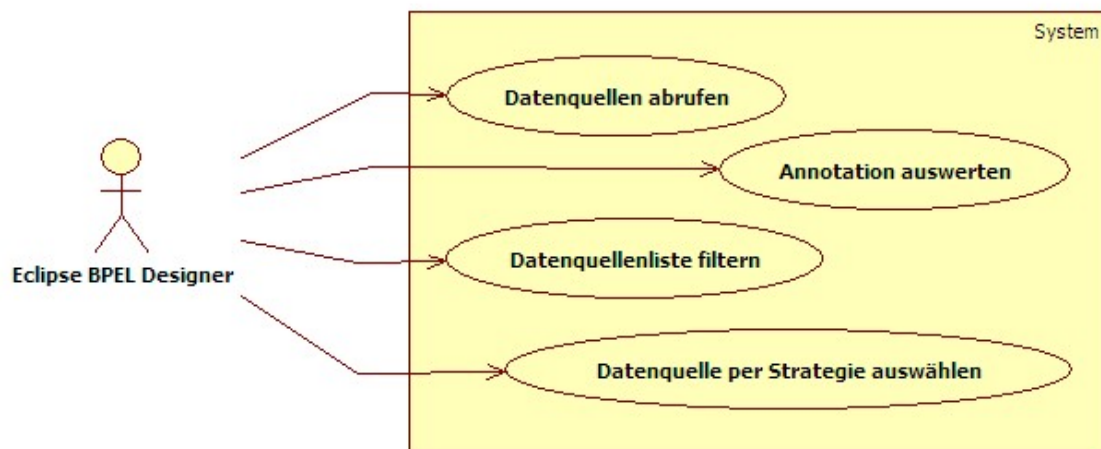 System
Datenquellen abrufen
Annotation auswerten
Eclipse BPEL Designer
Datenquellenliste filtern
Datenquelle per Strategie auswählen